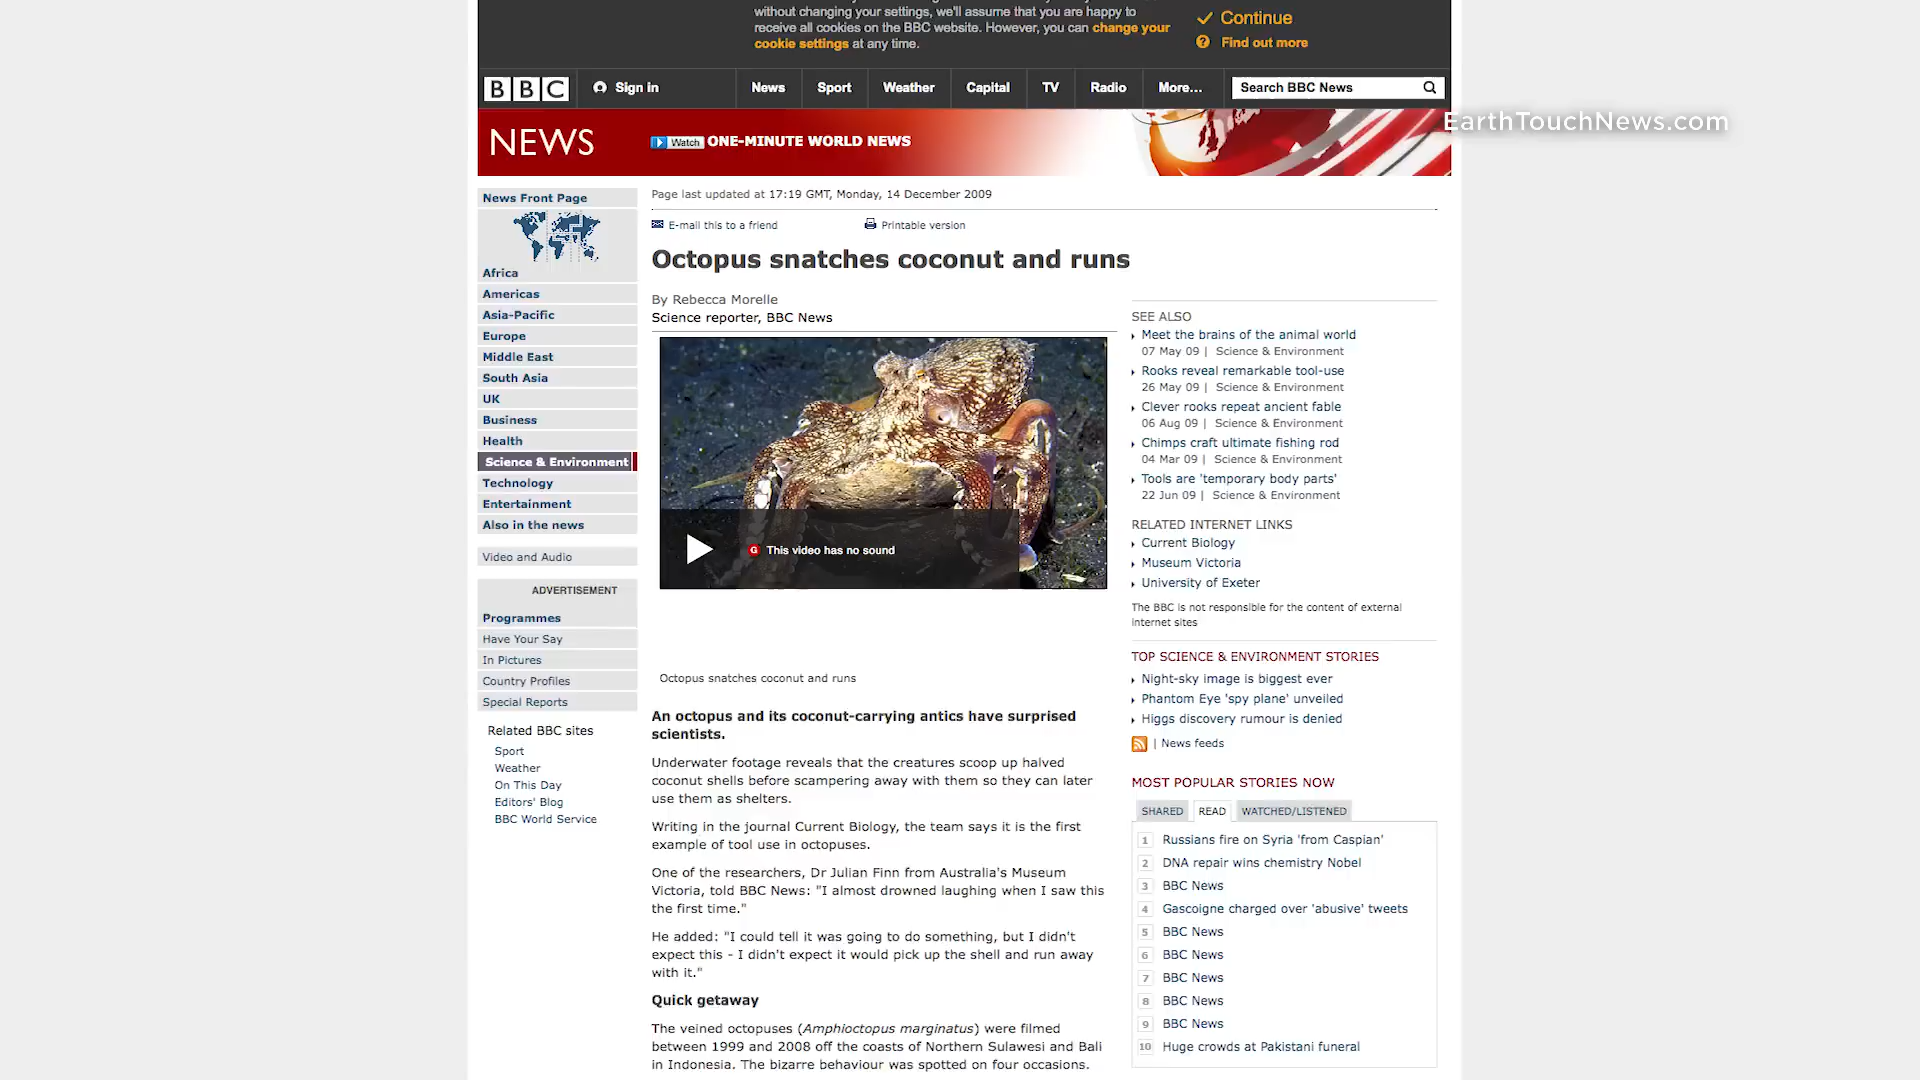 without changing your settings, we'll assume that you are happy to
receive all cookies on the BBC website. However, you can change your
cookie settings at any time.
Continue
Find out more
BBC
Sign in
News
Sport
Weather
Capital
TV
Radio
More...
Search BBC News
EarthTouchNews.com
NEWS
Watch ONE-MINUTE WORLD NEWS
News Front Page
Africa
Americas
Asia-Pacific
Europe
Middle East
South Asia
UK
Business
Health
Science & Environment
Technology
Entertainment
Also in the news
Video and Audio
ADVERTISEMENT
Programmes
Have Your Say
In Pictures
Country Profiles
Special Reports
Related BBC sites
Sport
Weather
On This Day
Editors' Blog
BBC World Service
Page last updated at 17:19 GMT, Monday, 14 December 2009
E-mail this to a friend
Printable version
Octopus snatches coconut and runs
By Rebecca Morelle
Science reporter, BBC News
G This video has no sound
Octopus snatches coconut and runs
An octopus and its coconut-carrying antics have surprised
scientists.
Underwater footage reveals that the creatures scoop up halved
coconut shells before scampering away with them so they can later
use them as shelters.
Writing in the journal Current Biology, the team says it is the first
example of tool use in octopuses.
One of the researchers, Dr Julian Finn from Australia's Museum
Victoria, told BBC News: "I almost drowned laughing when I saw this
the first time."
He added: "I could tell it was going to do something, but I didn't
expect this - I didn't expect it would pick up the shell and run away
with it."
Quick getaway
The veined octopuses (Amphioctopus marginatus) were filmed
between 1999 and 2008 off the coasts of Northern Sulawesi and Bali
in Indonesia. The bizarre behaviour was spotted on four occasions.
SEE ALSO
Meet the brains of the animal world
07 May 09 | Science & Environment
Rooks reveal remarkable tool-use
26 May 09 | Science & Environment
Clever rooks repeat ancient fable
06 Aug 09 | Science & Environment
Chimps craft ultimate fishing rod
04 Mar 09 | Science & Environment
Tools are 'temporary body parts'
22 Jun 09 | Science & Environment
RELATED INTERNET LINKS
Current Biology
Museum Victoria
University of Exeter
The BBC is not responsible for the content of external
internet sites
TOP SCIENCE & ENVIRONMENT STORIES
Night-sky image is biggest ever
Phantom Eye 'spy plane' unveiled
Higgs discovery rumour is denied
| News feeds
MOST POPULAR STORIES NOW
SHARED READ WATCHED/LISTENED
1 Russians fire on Syria 'from Caspian'
2 DNA repair wins chemistry Nobel
3 BBC News
4 Gascoigne charged over 'abusive' tweets
5 BBC News
6 BBC News
7 BBC News
8 BBC News
9 BBC News
10 Huge crowds at Pakistani funeral